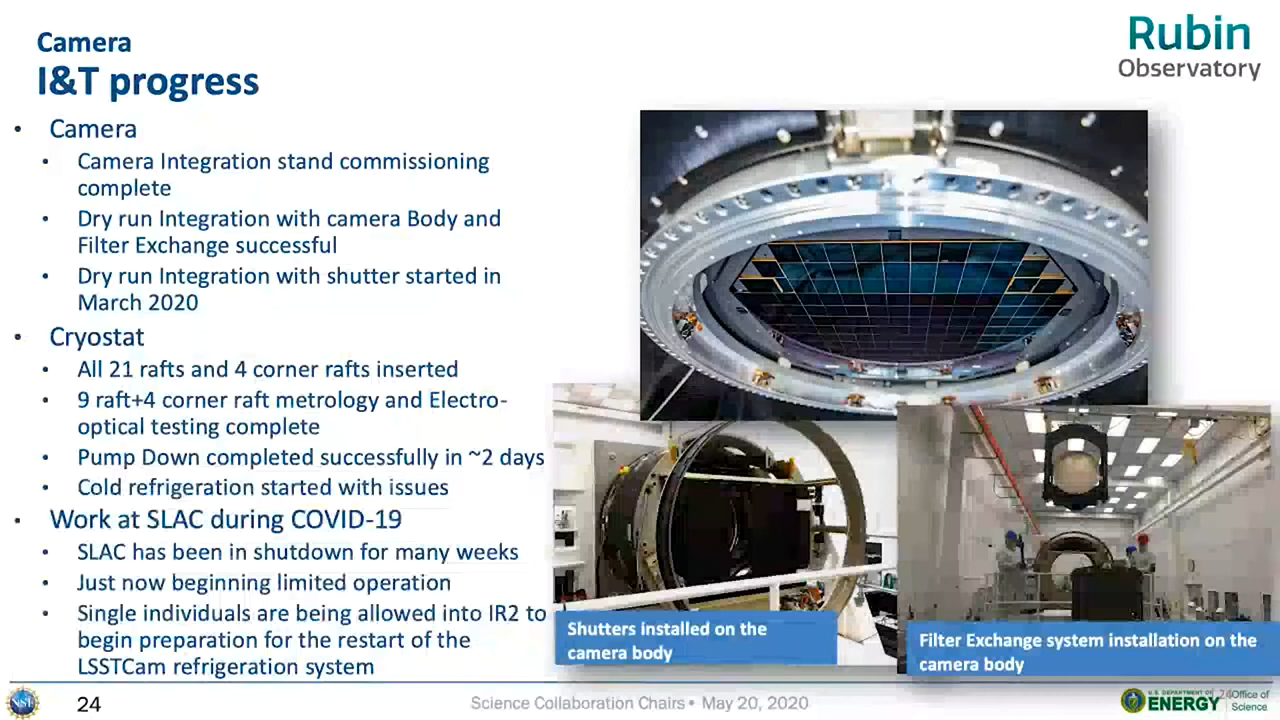 Camera
I&T progress
Rubin
Observatory
• Camera
• Camera Integration stand commissioning
complete
• Dry run Integration with camera Body and
Filter Exchange successful
• Dry run Integration with shutter started in
March 2020
• Cryostat
• All 21 rafts and 4 corner rafts inserted
• 9 raft+4 corner raft metrology and Electro-
optical testing complete
• Pump Down completed successfully in ~2 days
• Cold refrigeration started with issues
• Work at SLAC during COVID-19
• SLAC has been in shutdown for many weeks
• Just now beginning limited operation
• Single individuals are being allowed into IR2 to
begin preparation for the restart of the
LSSTCam refrigeration system
Shutters installed on the
camera body
Filter Exchange system installation on the
camera body
NSF
24
Science Collaboration Chairs • May 20, 2020
U.S. DEPARTMENT OF
ENERGY
24
Office of
Science